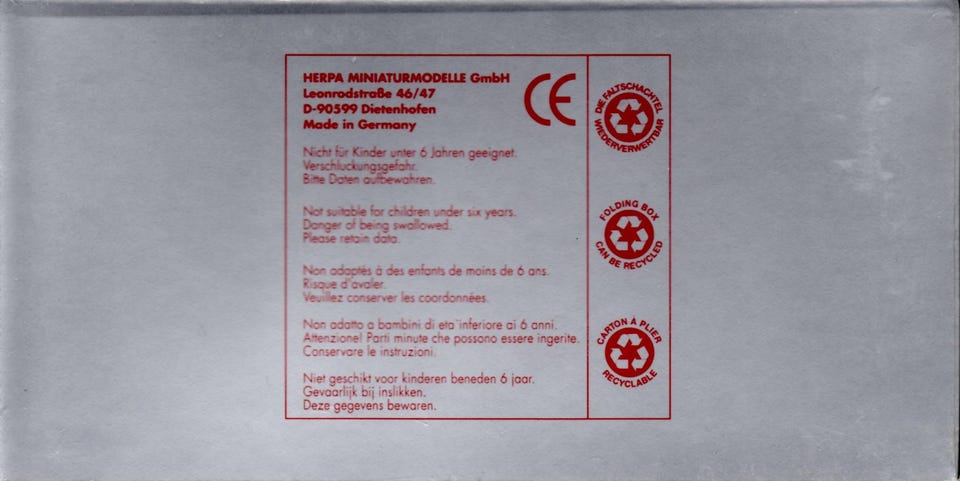 HERPA MINIATURMODELLE GmbH
Leonrodstraße 46/47
D-90599 Dietenhofen
Made in Germany
CE
Nicht für Kinder unter 6 Jahren geeignet.
Verschluckungsgefahr.
Bitte Daten aufbewahren.
Not suitable for children under six years.
Danger of being swallowed.
Please retain data.
Non adaptés à des enfants de moins de 6 ans.
Risque d'avaler.
Veuillez conserver les coordonnées.
Non adatto a bambini di eta'inferiore ai 6 anni.
Attenzione! Parti minute che possono essere ingerite.
Conservare le instruzioni.
Niet geschikt voor kinderen beneden 6 jaar.
Gevaarlijk bij inslikken.
Deze gegevens bewaren.
DIE FALTSCHACHTEL
WIEDERVERWERTBAR
FOLDING BOX
CAN BE RECYCLED
CARTON À PLIER
RECYCLABLE